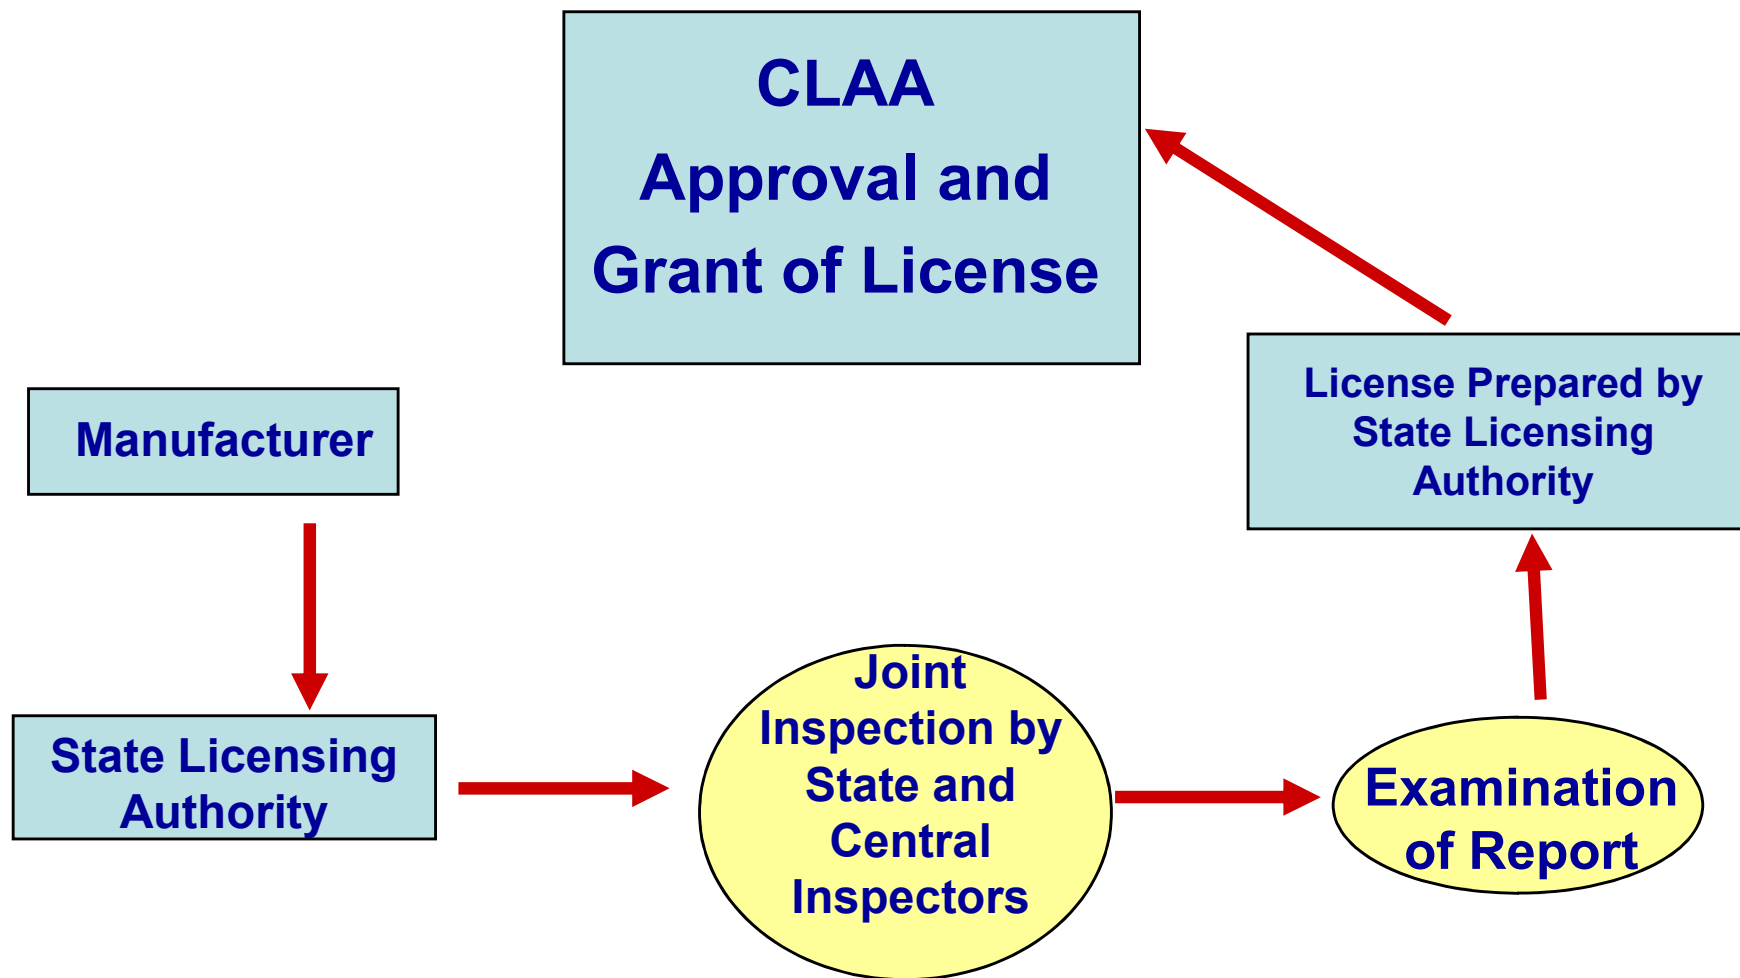 CLAA
Approval and
Grant of License
Manufacturer
License Prepared by
State Licensing
Authority
State Licensing
Authority
Joint
Inspection by
State and
Central
Inspectors
Examination
of Report